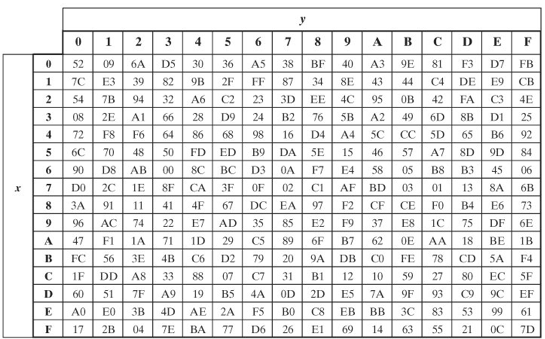 y
0 1 2 3 4 5 6 7 8 9 A B C D E F
0 52 09 6A D5 30 36 A5 38 BF 40 A3 9E 81 F3 D7 FB
1 7C E3 39 82 9B 2F FF 87 34 8E 43 44 C4 DE E9 CB
2 54 7B 94 32 A6 C2 23 3D EE 4C 95 0B 42 FA C3 4E
3 08 2E A1 66 28 D9 24 B2 76 5B A2 49 6D 8B D1 25
4 72 F8 F6 64 86 68 98 16 D4 A4 5C CC 5D 65 B6 92
5 6C 70 48 50 FD ED B9 DA 5E 15 46 57 A7 8D 9D 84
6 90 D8 AB 00 8C BC D3 0A F7 E4 58 05 B8 B3 45 06
x 7 D0 2C 1E 8F CA 3F 0F 02 C1 AF BD 03 01 13 8A 6B
8 3A 91 11 41 4F 67 DC EA 97 F2 CF CE F0 B4 E6 73
9 96 AC 74 22 E7 AD 35 85 E2 F9 37 E8 1C 75 DF 6E
A 47 F1 1A 71 1D 29 C5 89 6F B7 62 0E AA 18 BE 1B
B FC 56 3E 4B C6 D2 79 20 9A DB C0 FE 78 CD 5A F4
C 1F DD A8 33 88 07 C7 31 B1 12 10 59 27 80 EC 5F
D 60 51 7F A9 19 B5 4A 0D 2D E5 7A 9F 93 C9 9C EF
E A0 E0 3B 4D AE 2A F5 B0 C8 EB BB 3C 83 53 99 61
F 17 2B 04 7E BA 77 D6 26 E1 69 14 63 55 21 0C 7D